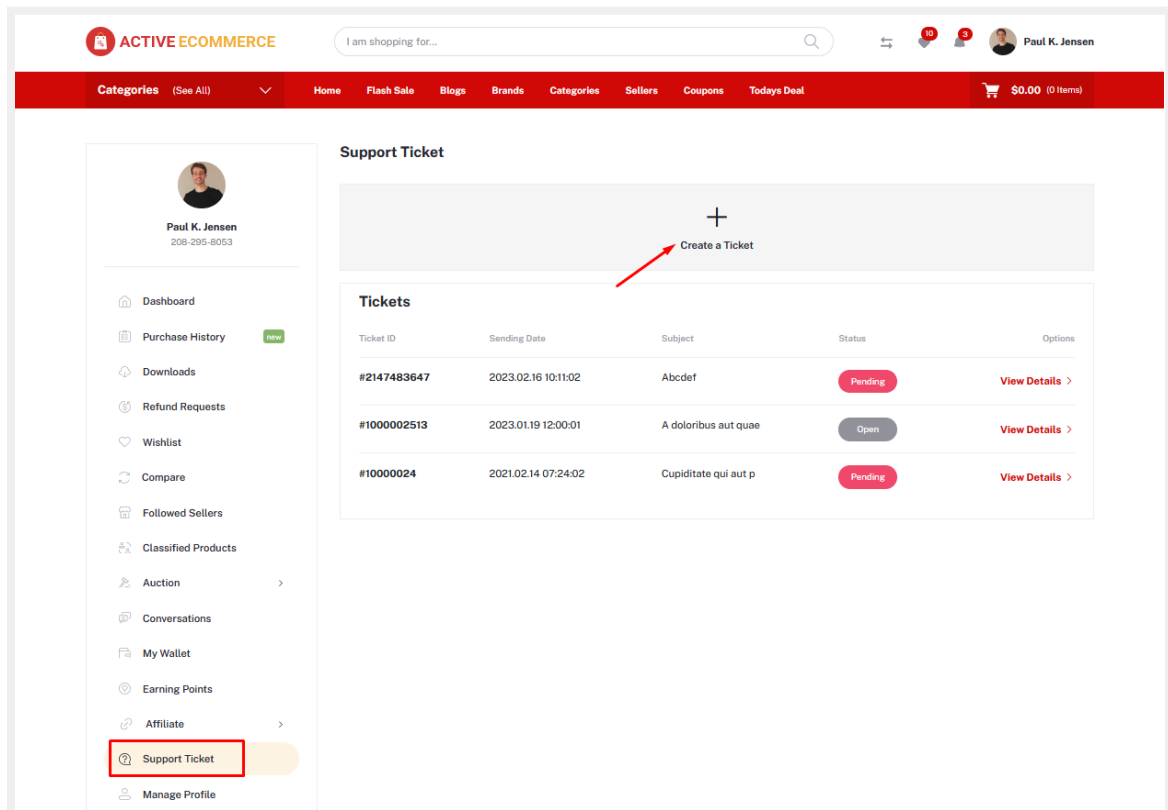 ACTIVE ECOMMERCE
I am shopping for...
10
3
Paul K. Jensen
Categories (See All)
Home Flash Sale Blogs Brands Categories Sellers Coupons Todays Deal
$0.00 (0 Items)
Paul K. Jensen
208-295-8053
Dashboard
Purchase History new
Downloads
Refund Requests
Wishlist
Compare
Followed Sellers
Classified Products
Auction
Conversations
My Wallet
Earning Points
Affiliate
Support Ticket
Manage Profile
Support Ticket
Create a Ticket
Tickets
Ticket ID Sending Date Subject Status Options
#2147483647 2023.02.16 10:11:02 Abcdef Pending View Details
#1000002513 2023.01.19 12:00:01 A doloribus aut quae Open View Details
#10000024 2021.02.14 07:24:02 Cupiditate qui aut p Pending View Details